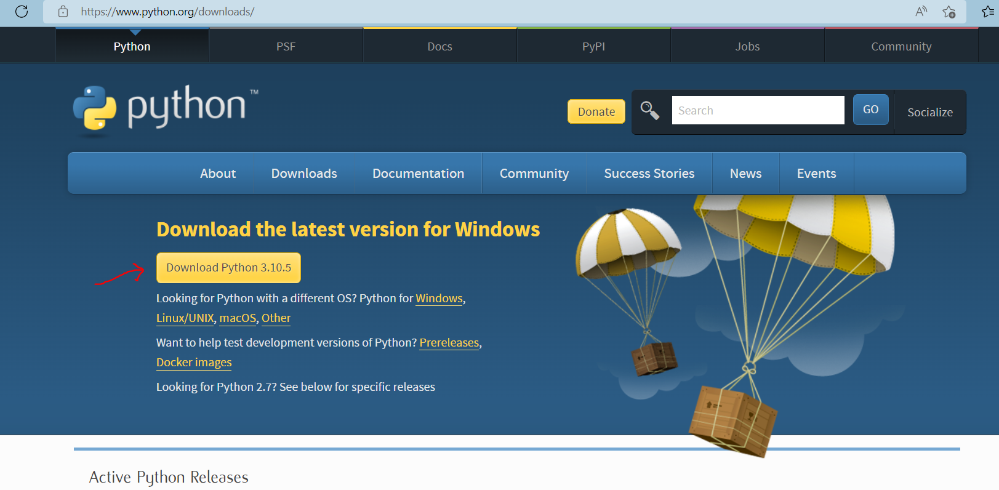 https://www.python.org/downloads/
Python PSF Docs PyPI Jobs Community
python™
Donate Search GO Socialize
About Downloads Documentation Community Success Stories News Events
Download the latest version for Windows
Download Python 3.10.5
Looking for Python with a different OS? Python for Windows,
Linux/UNIX, macOS, Other
Want to help test development versions of Python? Prereleases,
Docker images
Looking for Python 2.7? See below for specific releases
Active Python Releases